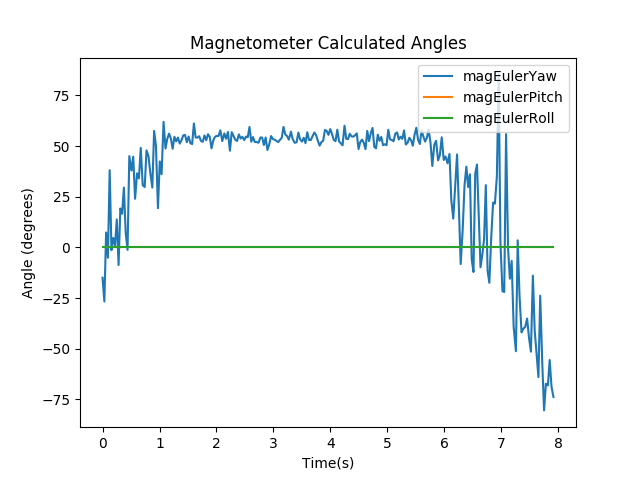 Magnetometer Calculated Angles
magEulerYaw
magEulerPitch
magEulerRoll
75
50
25
0
−25
−50
−75
Angle (degrees)
0 1 2 3 4 5 6 7 8
Time(s)